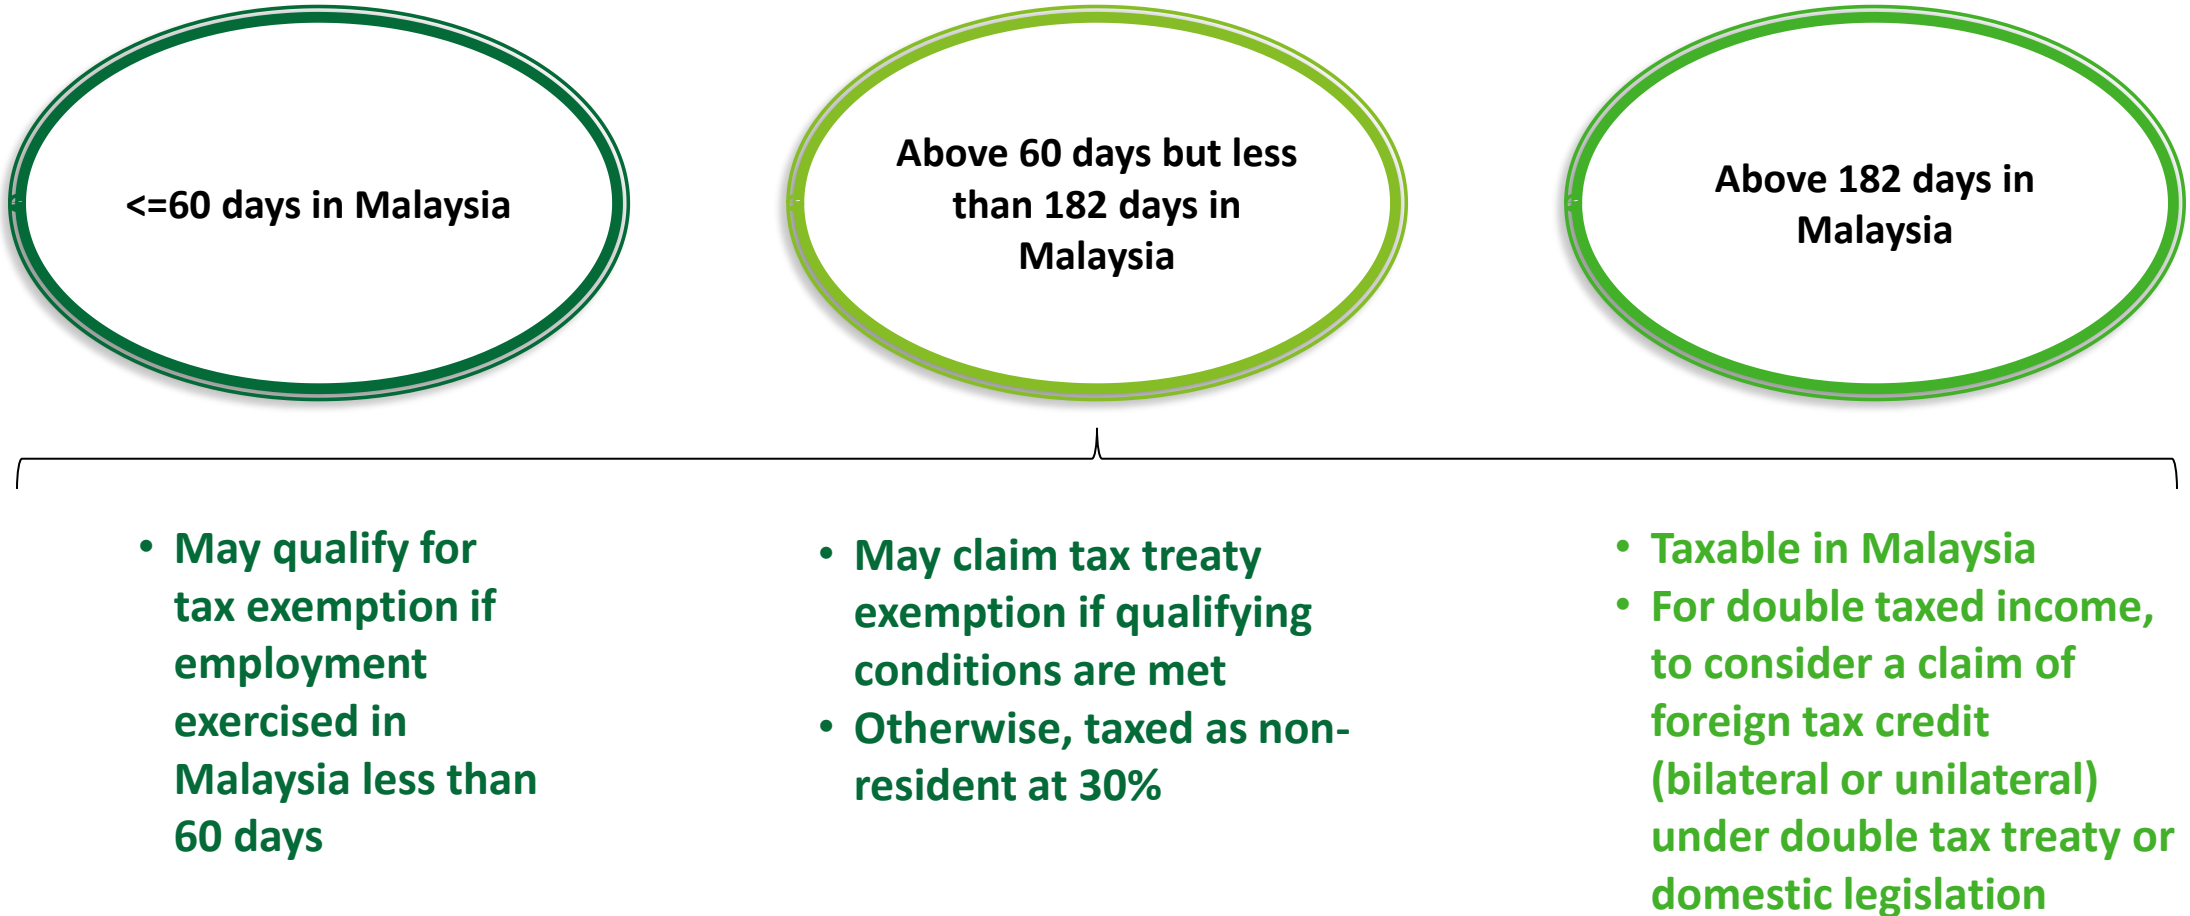 <=60 days in Malaysia
Above 60 days but less
than 182 days in
Malaysia
Above 182 days in
Malaysia
• May qualify for
tax exemption if
employment
exercised in
Malaysia less than
60 days
• May claim tax treaty
exemption if qualifying
conditions are met
• Otherwise, taxed as non-
resident at 30%
• Taxable in Malaysia
• For double taxed income,
to consider a claim of
foreign tax credit
(bilateral or unilateral)
under double tax treaty or
domestic legislation